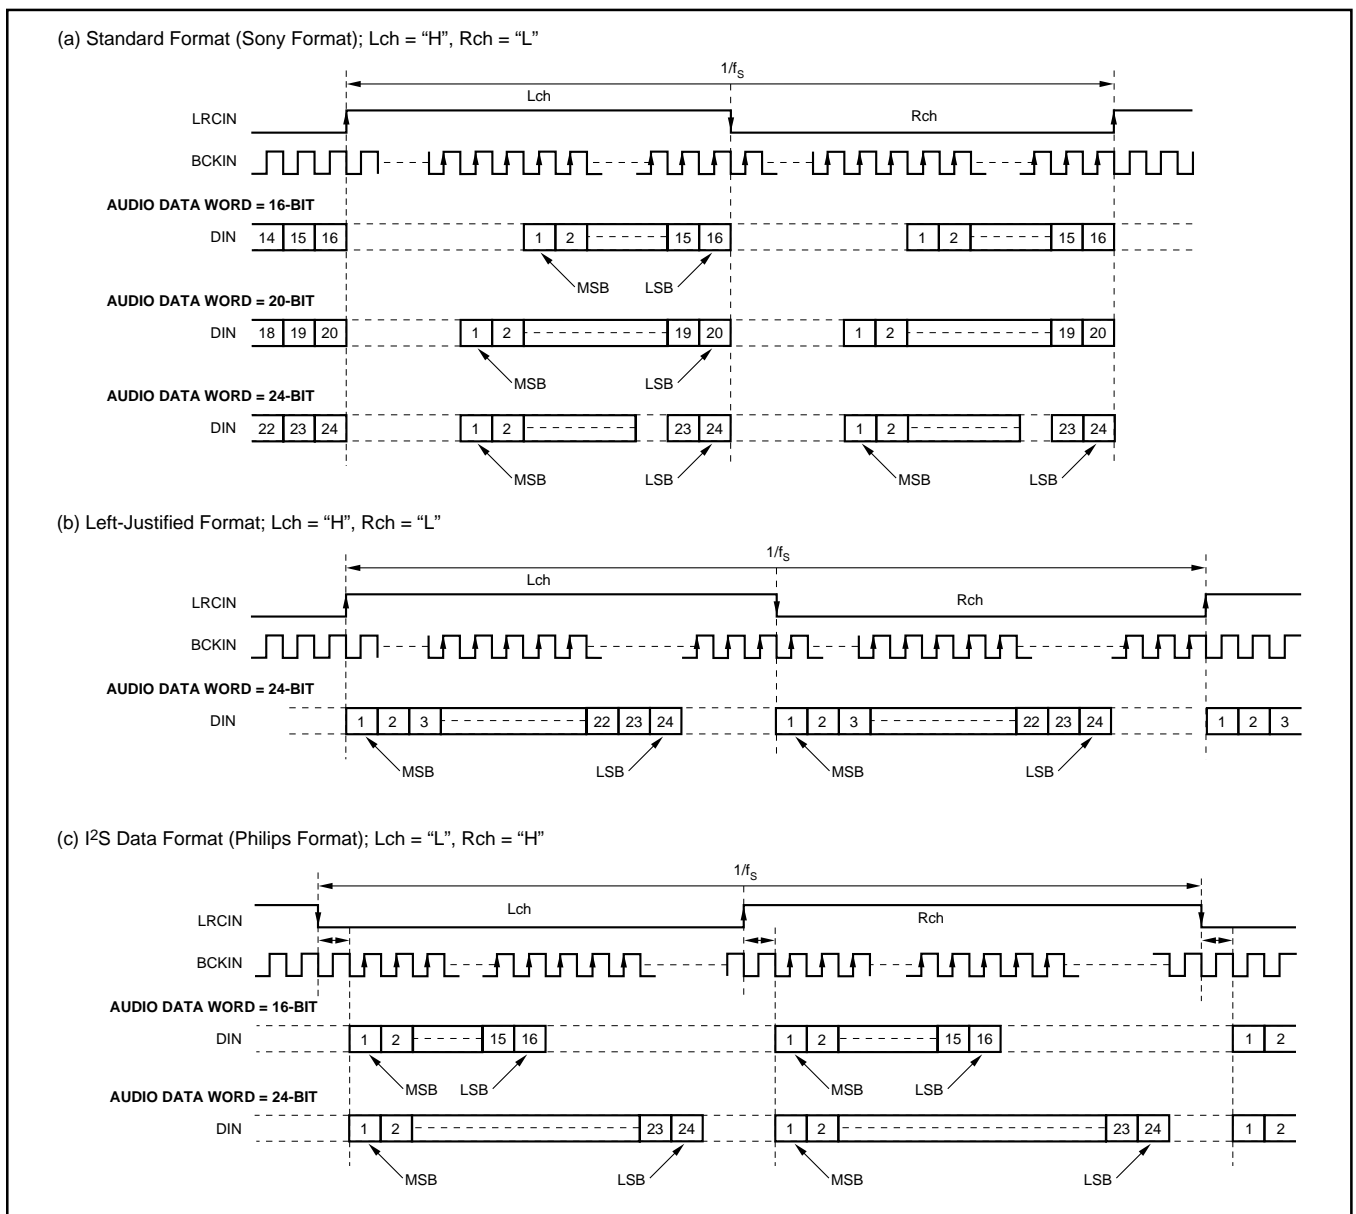 (a) Standard Format (Sony Format); Lch = “H”, Rch = “L”
1/fS
Lch
Rch
LRCIN
BCKIN
AUDIO DATA WORD = 16-BIT
DIN 14 15 16 1 2 15 16 1 2 15 16
MSB LSB
AUDIO DATA WORD = 20-BIT
DIN 18 19 20 1 2 19 20 1 2 19 20
MSB LSB
AUDIO DATA WORD = 24-BIT
DIN 22 23 24 1 2 23 24 1 2 23 24
MSB LSB MSB LSB
(b) Left-Justified Format; Lch = “H”, Rch = “L”
1/fS
Lch
Rch
LRCIN
BCKIN
AUDIO DATA WORD = 24-BIT
DIN 1 2 3 22 23 24 1 2 3 22 23 24 1 2 3
MSB LSB MSB LSB
(c) I2S Data Format (Philips Format); Lch = “L”, Rch = “H”
1/fS
Lch
Rch
LRCIN
BCKIN
AUDIO DATA WORD = 16-BIT
DIN 1 2 15 16 1 2 15 16 1 2
MSB LSB MSB LSB
AUDIO DATA WORD = 24-BIT
DIN 1 2 23 24 1 2 23 24 1 2
MSB LSB MSB LSB